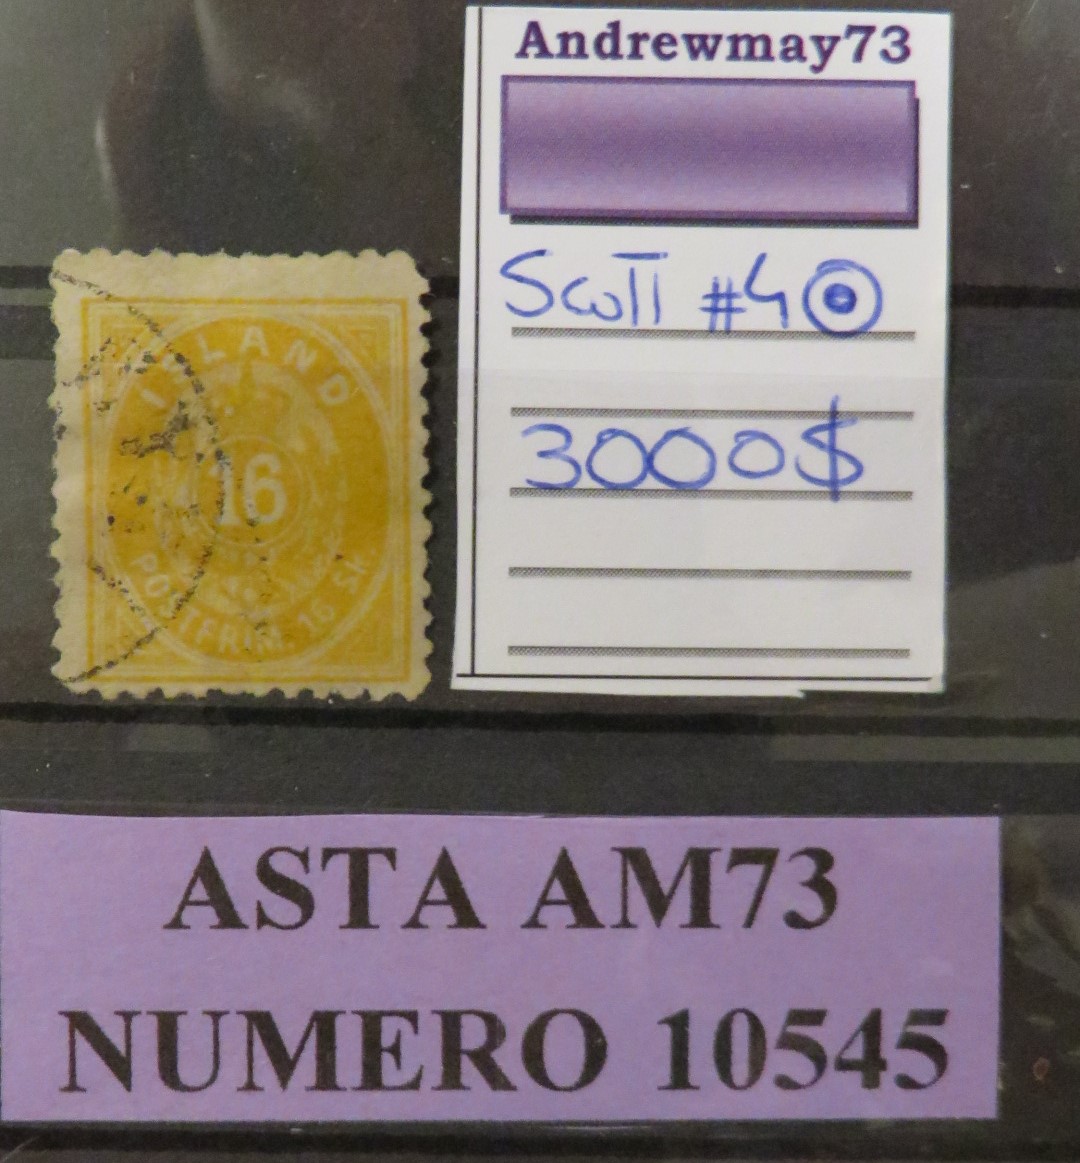 Andrewmay73
Scott #4
3000$
ISLAND
16
POSTFRIM. 16 SK.
ASTA AM73
NUMERO 10545